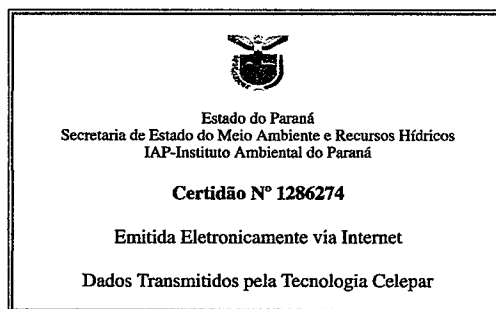 Estado do Paraná
Secretaria de Estado do Meio Ambiente e Recursos Hídricos
IAP-Instituto Ambiental do Paraná
Certidão Nº 1286274
Emitida Eletronicamente via Internet
Dados Transmitidos pela Tecnologia Celepar